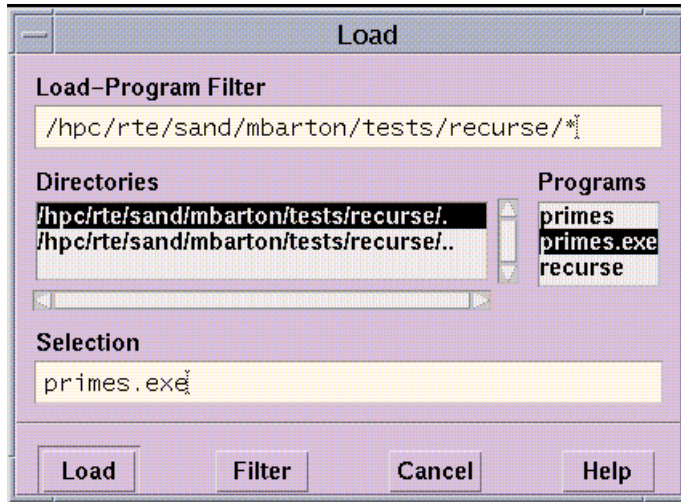 Load
Load-Program Filter
/hpc/rte/sand/mbarton/tests/recurse/*
Directories
/hpc/rte/sand/mbarton/tests/recurse/.
/hpc/rte/sand/mbarton/tests/recurse/..
Programs
primes
primes.exe
recurse
Selection
primes.exe
Load Filter Cancel Help